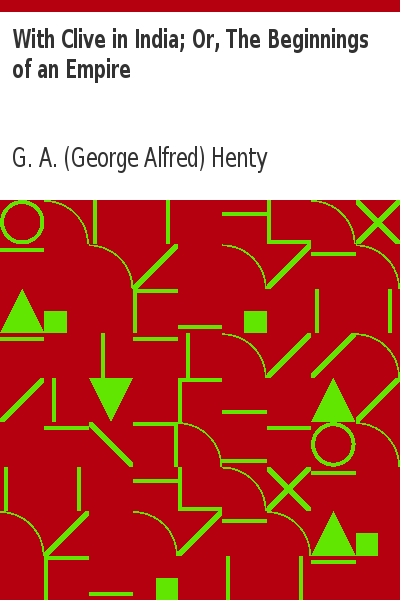 With Clive in India; Or, The Beginnings
of an Empire
G. A. (George Alfred) Henty